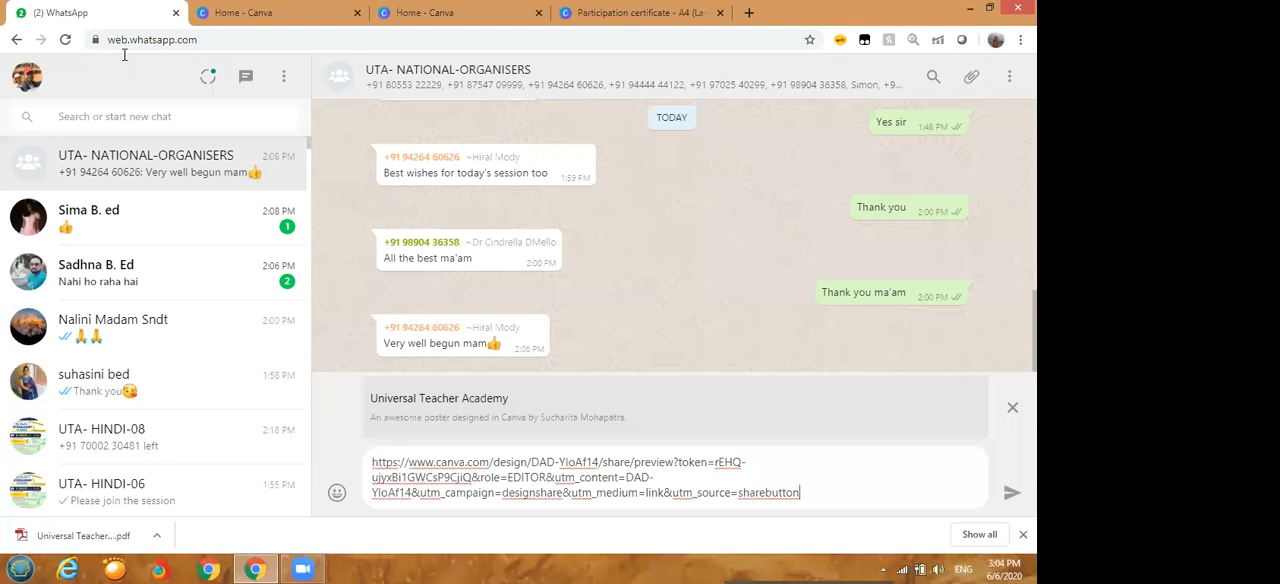 (2) WhatsApp
Home - Canva
Home - Canva
Participation certificate - A4 (La
web.whatsapp.com
Search or start new chat
UTA- NATIONAL-ORGANISERS
2:08 PM
+91 94264 60626: Very well begun mam👍
Sima B. ed
2:08 PM
👍
1
Sadhna B. Ed
2:06 PM
Nahi ho raha hai
2
Nalini Madam Sndt
2:00 PM
🙏🙏
suhasini bed
1:58 PM
Thank you😘
UTA- HINDI-08
2:18 PM
+91 70002 30481 left
UTA- HINDI-06
1:55 PM
Please join the session
UTA- NATIONAL-ORGANISERS
+91 80553 22229, +91 87547 09999, +91 94264 60626, +91 94444 44122, +91 97025 40299, +91 98904 36358, Simon, +9...
TODAY
Yes sir
1:48 PM
+91 94264 60626 ~Hiral Mody
Best wishes for today's session too
1:59 PM
Thank you
2:00 PM
+91 98904 36358 ~Dr Cindrella DMello
All the best ma'am
2:00 PM
Thank you ma'am
2:00 PM
+91 94264 60626 ~Hiral Mody
Very well begun mam👍
2:08 PM
Universal Teacher Academy
An awesome poster designed in Canva by Sucharita Mohapatra.
https://www.canva.com/design/DAD-YloAf14/share/preview?token=rEHQ-
ujyxBi1GWCsP9CjiQ&role=EDITOR&utm_content=DAD-
YloAf14&utm_campaign=designshare&utm_medium=link&utm_source=sharebutton
Universal Teacher....pdf
Show all
ENG
3:04 PM
6/6/2020